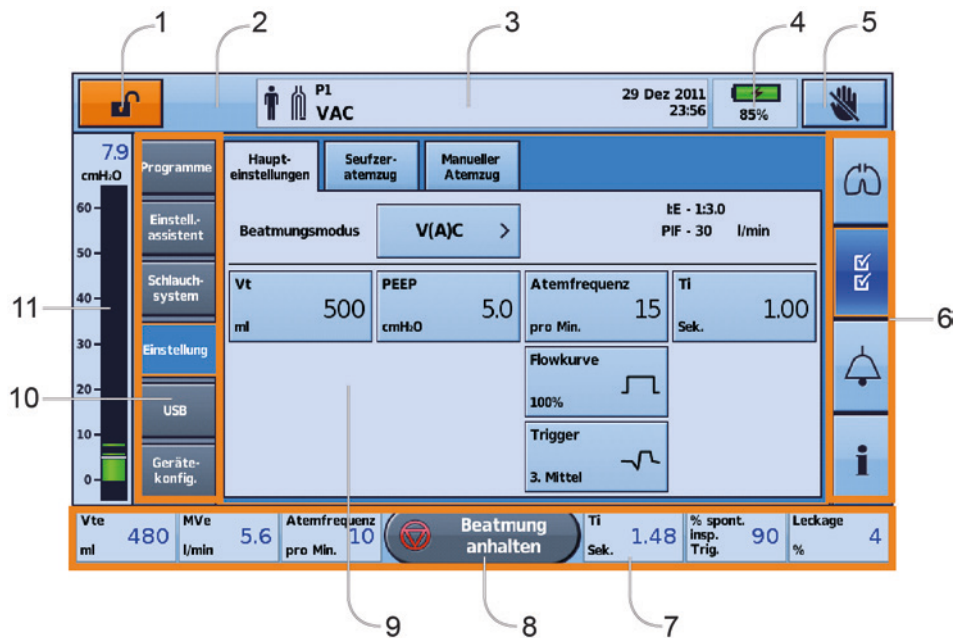 1
2
3
4
5
P1
VAC
29 Dez 2011
23:56
85%
7.9
cmH₂O
60
50
40
30
20
10
0
11
Programme
Einstell.-
assistent
Schlauch-
system
Einstellung
USB
Geräte-
konfig.
10
Haupt-
einstellungen
Seufzer-
atemzug
Manueller
Atemzug
Beatmungsmodus
V(A)C >
I:E - 1:3.0
PIF - 30 l/min
Vt
500
ml
PEEP
5.0
cmH₂O
Atemfrequenz
15
pro Min.
Ti
1.00
Sek.
Flowkurve
100%
Trigger
3. Mittel
6
Vte
480
ml
MVe
5.6
l/min
Atemfrequenz
10
pro Min.
Beatmung
anhalten
Ti
1.48
Sek.
% spont.
insp.
Trig.
90
Leckage
4
%
9
8
7